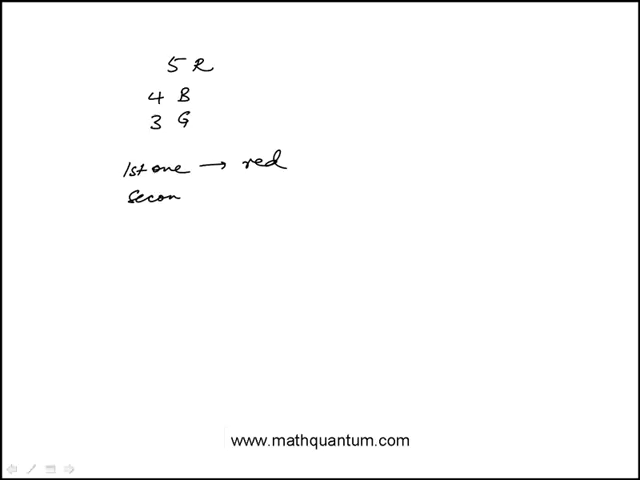 5 R
4 B
3 G
1st one → red
Secon
www.mathquantum.com